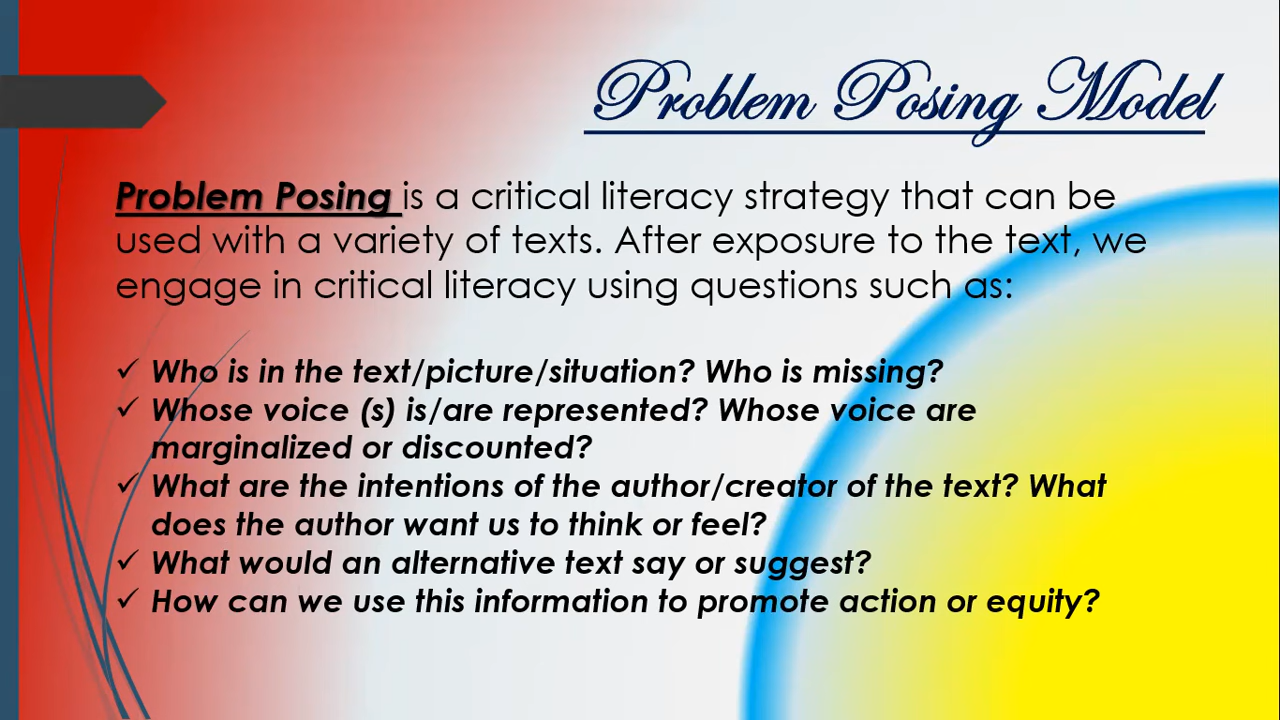 Problem Posing Model
Problem Posing is a critical literacy strategy that can be
used with a variety of texts. After exposure to the text, we
engage in critical literacy using questions such as:
✓ Who is in the text/picture/situation? Who is missing?
✓ Whose voice (s) is/are represented? Whose voice are
marginalized or discounted?
✓ What are the intentions of the author/creator of the text? What
does the author want us to think or feel?
✓ What would an alternative text say or suggest?
✓ How can we use this information to promote action or equity?